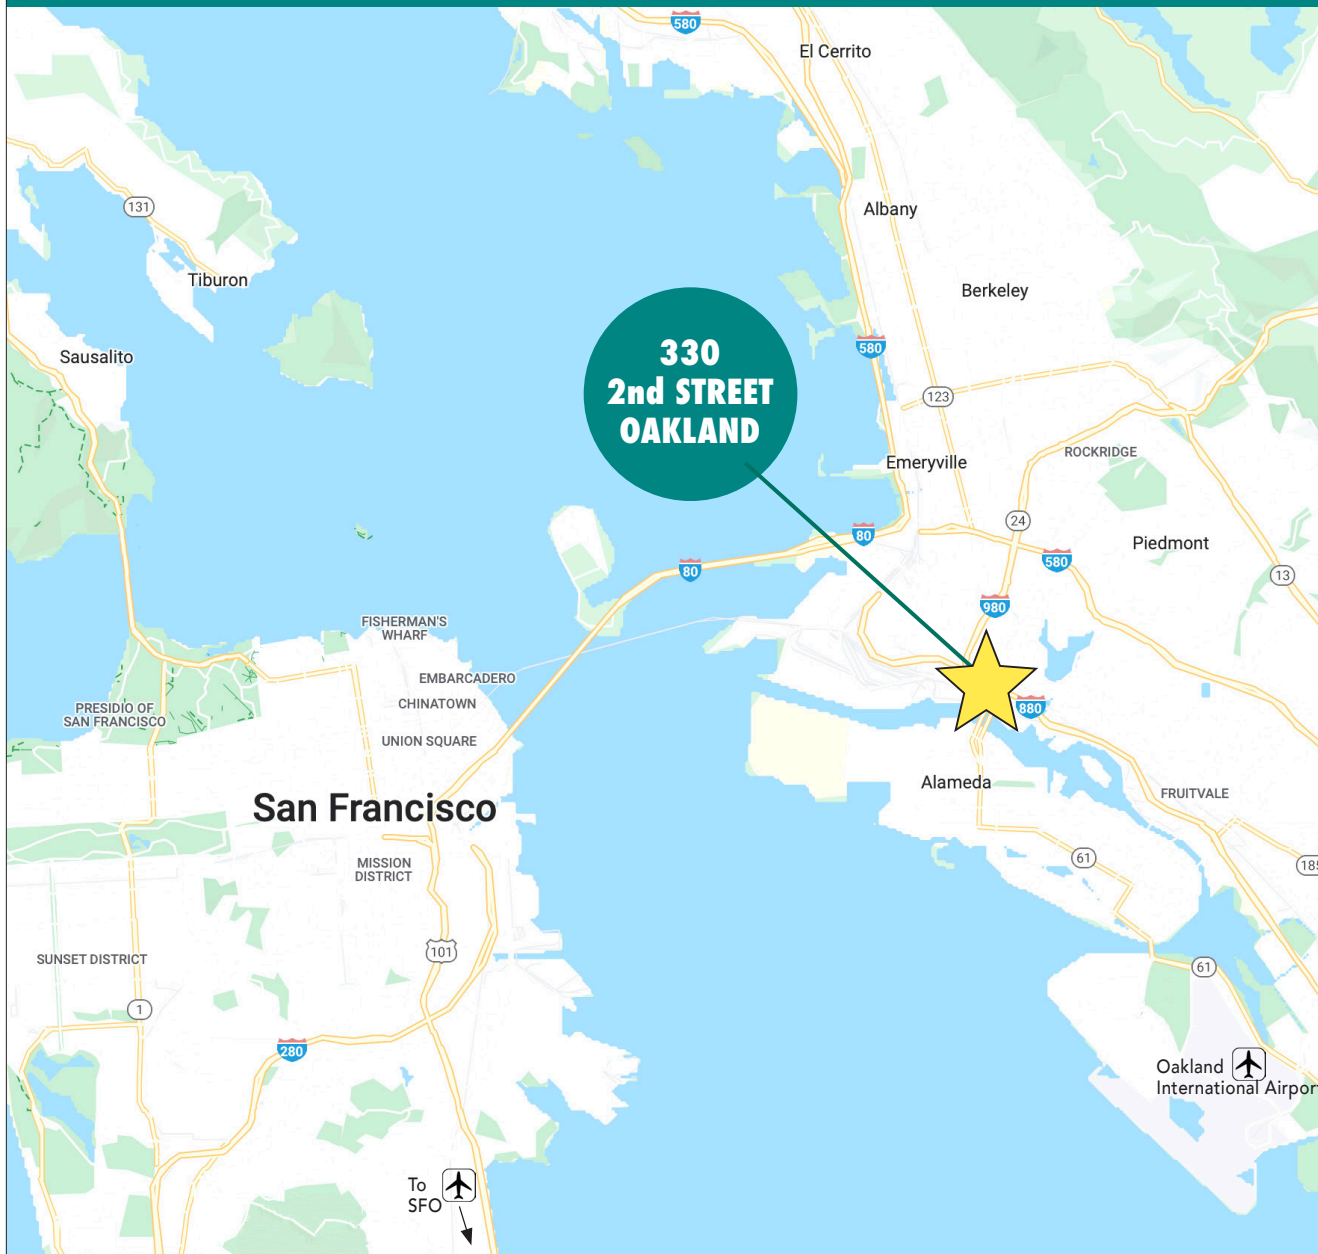 580
El Cerrito
131
Albany
Tiburon
Berkeley
580
330
2nd STREET
OAKLAND
Sausalito
123
ROCKRIDGE
Emeryville
24
80
Piedmont
580
80
13
980
FISHERMAN'S
WHARF
EMBARCADERO
CHINATOWN
PRESIDIO OF
SAN FRANCISCO
880
UNION SQUARE
Alameda
FRUITVALE
San Francisco
61
185
MISSION
DISTRICT
101
SUNSET DISTRICT
61
1
280
Oakland
International Airport
To
SFO